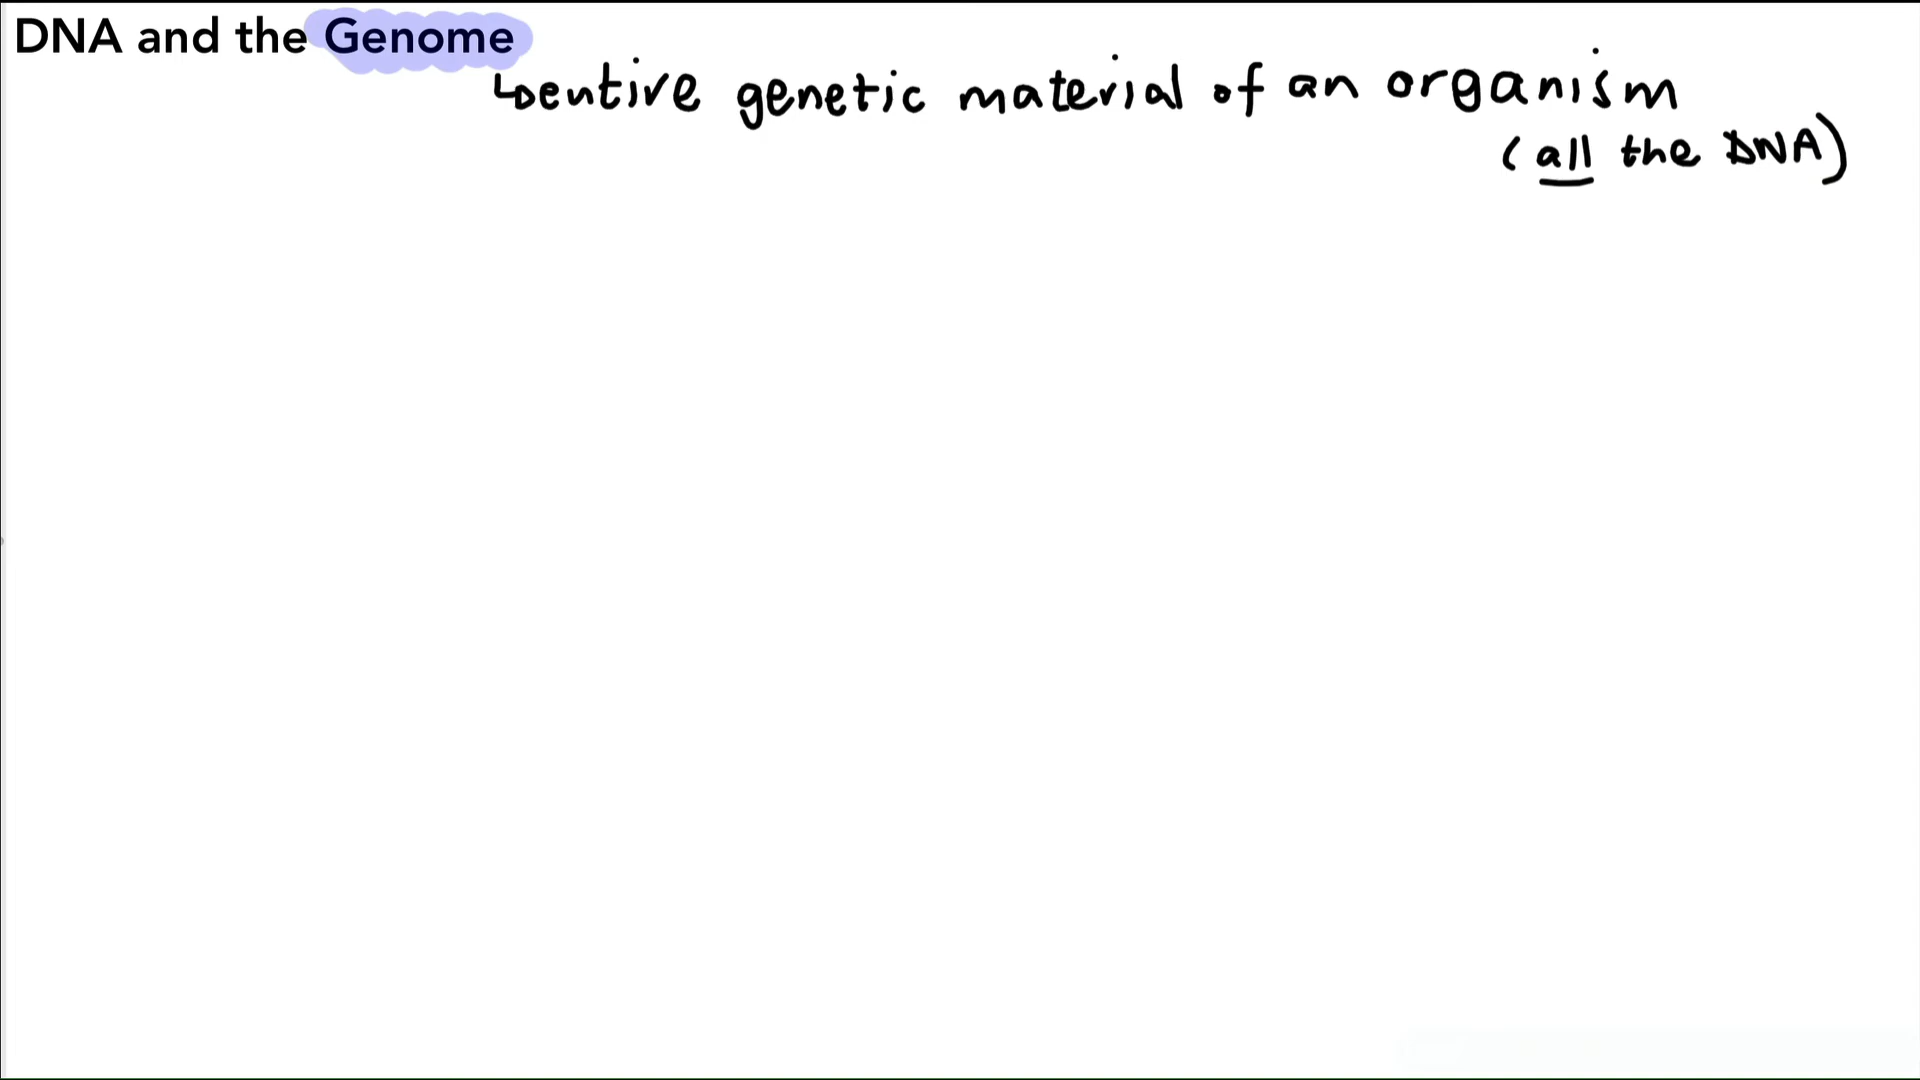 DNA and the Genome
↳entire genetic material of an organism
(all the DNA)